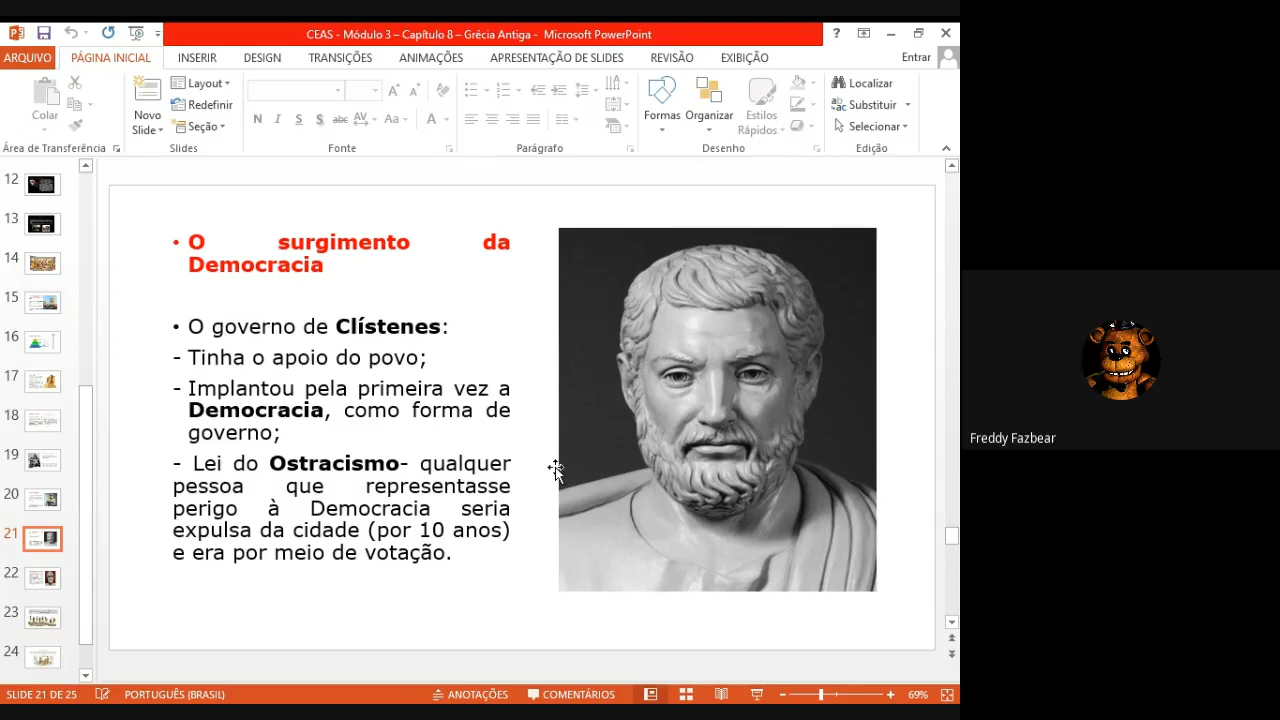 CEAS - Módulo 3 – Capítulo 8 – Grécia Antiga - Microsoft PowerPoint
?
ARQUIVO PÁGINA INICIAL INSERIR DESIGN TRANSIÇÕES ANIMAÇÕES APRESENTAÇÃO DE SLIDES REVISÃO EXIBIÇÃO Entrar
Colar
Novo
Slide
Layout
Redefinir
Seção
N I S S abc AV Aa A
Formas Organizar Estilos
Rápidos
Localizar
Substituir
Selecionar
Área de Transferência Slides Fonte Parágrafo Desenho Edição
12
13
14
15
16
17
18
19
20
21
22
23
24
• O surgimento da
Democracia
• O governo de Clístenes:
- Tinha o apoio do povo;
- Implantou pela primeira vez a
Democracia, como forma de
governo;
- Lei do Ostracismo- qualquer
pessoa que representasse
perigo à Democracia seria
expulsa da cidade (por 10 anos)
e era por meio de votação.
Freddy Fazbear
SLIDE 21 DE 25 PORTUGUÊS (BRASIL) ANOTAÇÕES COMENTÁRIOS 69%